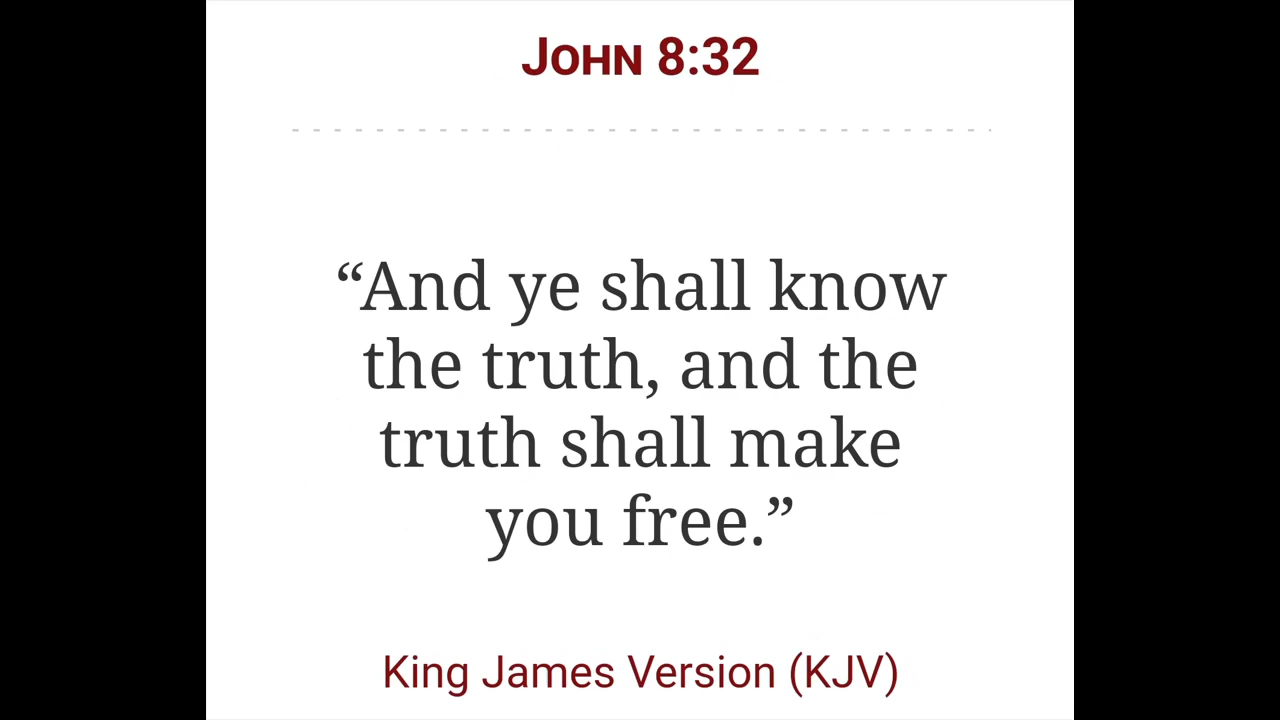 John 8:32
“And ye shall know
the truth, and the
truth shall make
you free.”
King James Version (KJV)